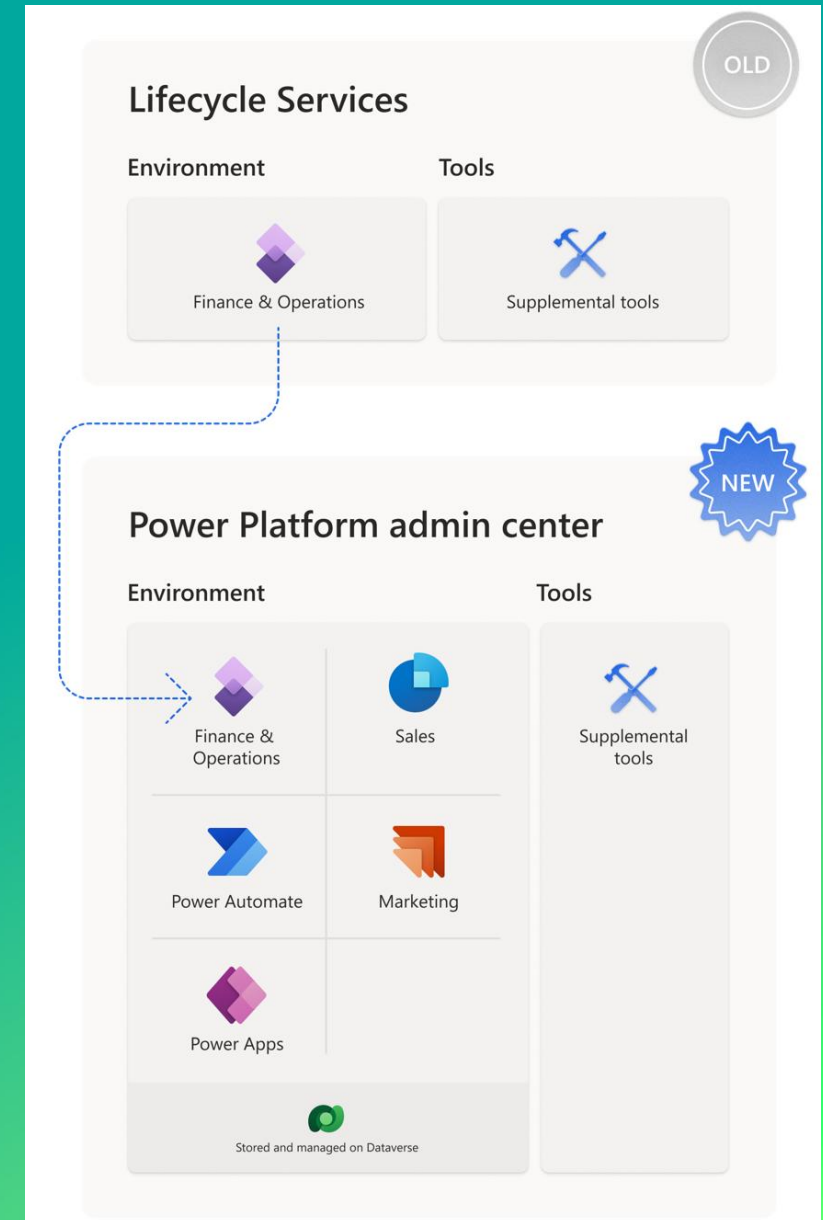 OLD
Lifecycle Services
Environment
Tools
Finance & Operations
Supplemental tools
NEW
Power Platform admin center
Environment
Tools
Finance &
Operations
Sales
Supplemental
tools
Power Automate
Marketing
Power Apps
Stored and managed on Dataverse